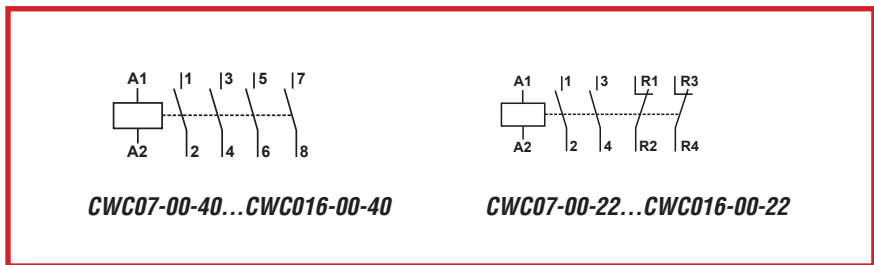 A1 1 3 5 7
A2 2 4 6 8
CWC07-00-40...CWC016-00-40
A1 1 3 R1 R3
A2 2 4 R2 R4
CWC07-00-22...CWC016-00-22